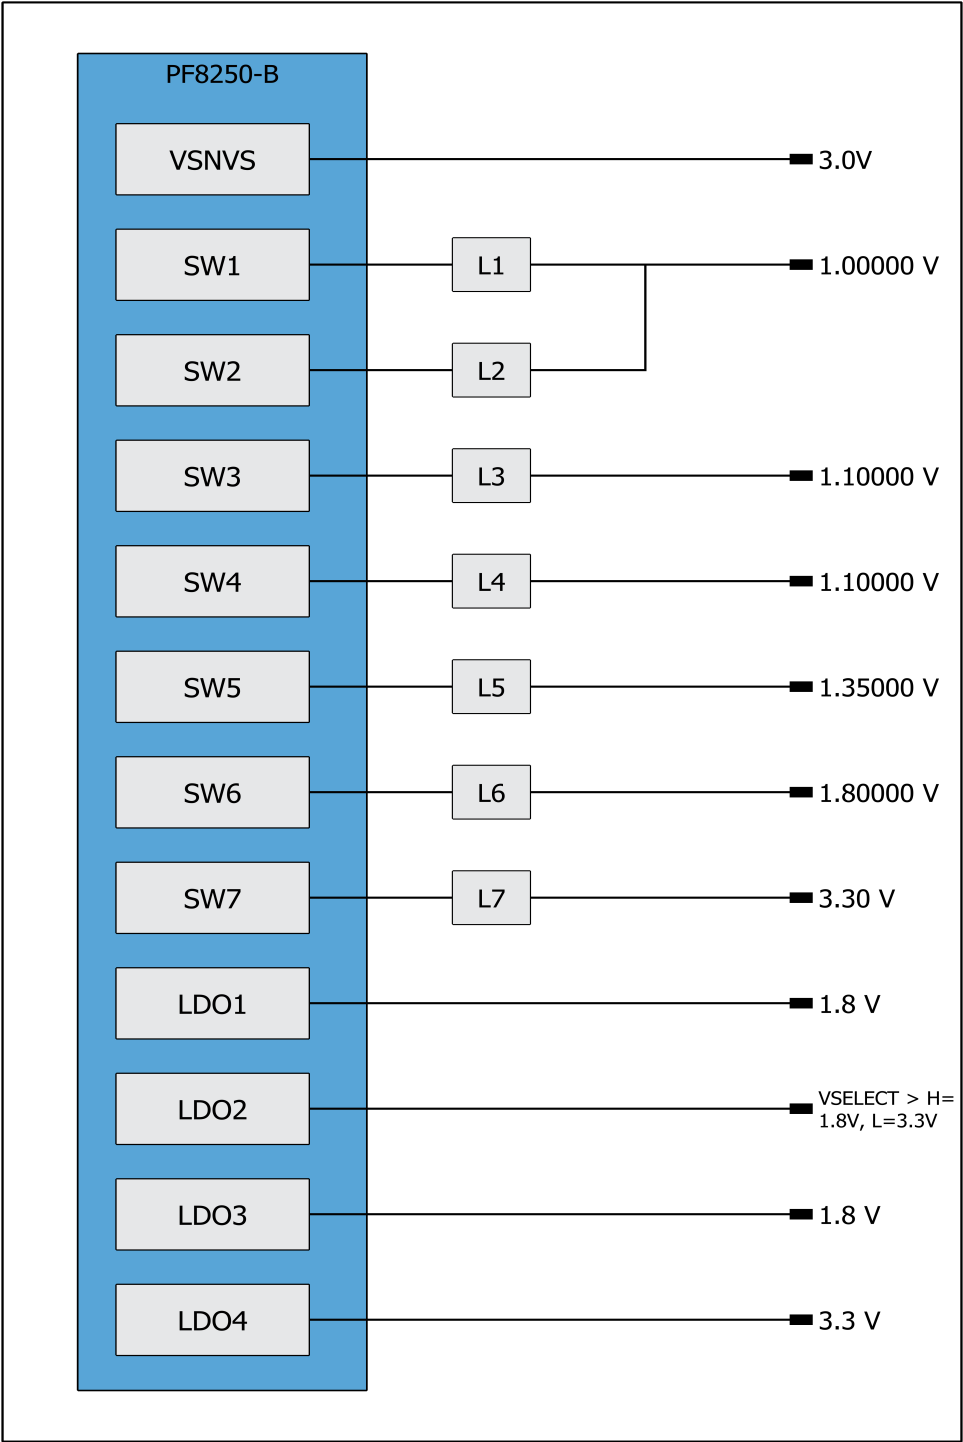 PF8250-B
VSNVS
3.0V
SW1
L1
1.00000 V
SW2
L2
SW3
L3
1.10000 V
SW4
L4
1.10000 V
SW5
L5
1.35000 V
SW6
L6
1.80000 V
SW7
L7
3.30 V
LDO1
1.8 V
LDO2
VSELECT > H=
1.8V, L=3.3V
LDO3
1.8 V
LDO4
3.3 V